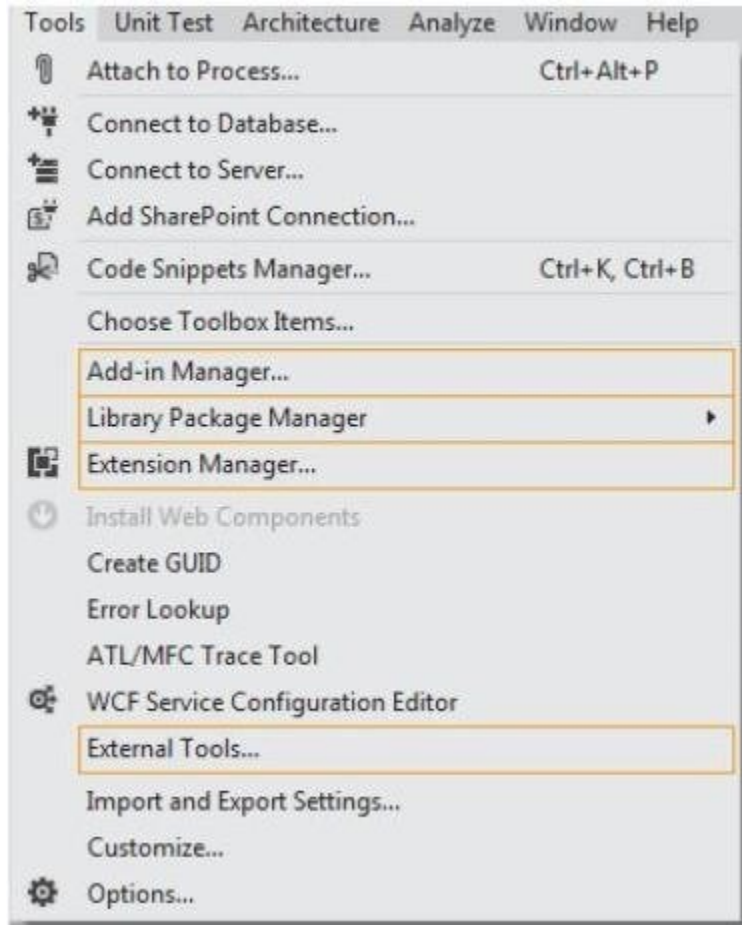 Tools Unit Test Architecture Analyze Window Help
Attach to Process... Ctrl+Alt+P
Connect to Database...
Connect to Server...
Add SharePoint Connection...
Code Snippets Manager... Ctrl+K, Ctrl+B
Choose Toolbox Items...
Add-in Manager...
Library Package Manager
Extension Manager...
Install Web Components
Create GUID
Error Lookup
ATL/MFC Trace Tool
WCF Service Configuration Editor
External Tools...
Import and Export Settings...
Customize...
Options...